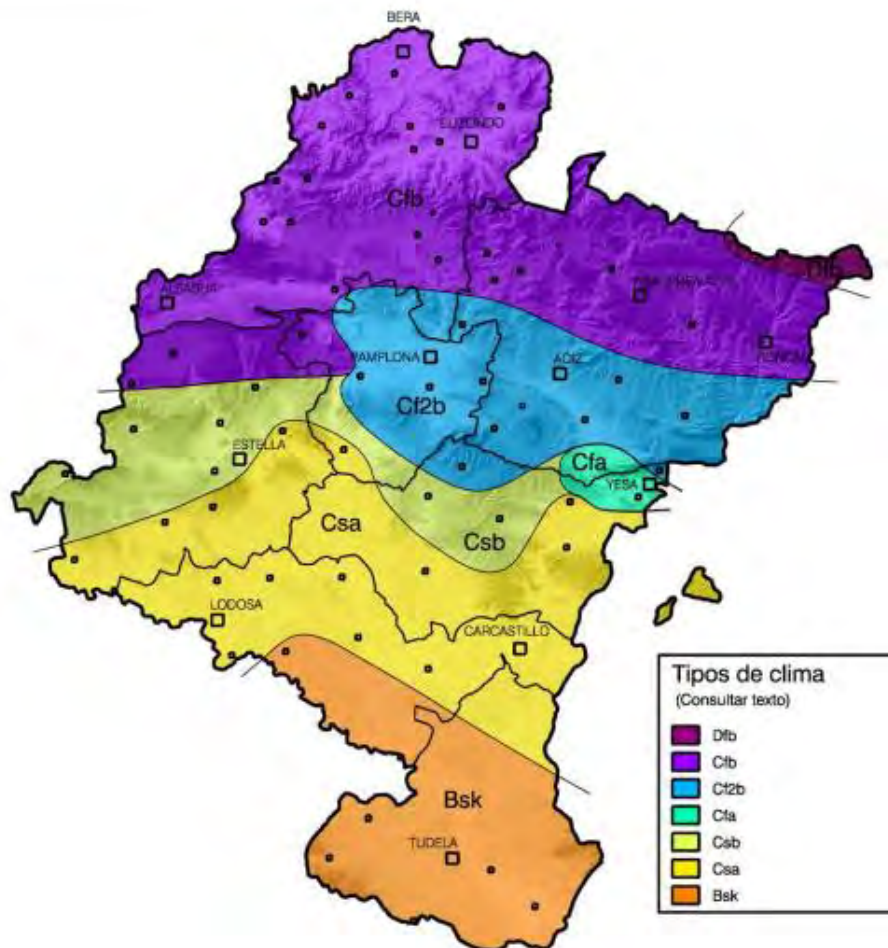 BERA
ELIZONDO
Cfb
Dfb
ALSASUA
RONCAL
PAMPLONA
AOIZ
Cf2b
ESTELLA
Cfa
YESA
Csa
Csb
LODOSA
CARCASTILLO
Bsk
TUDELA
Tipos de clima
(Consultar texto)
Dfb
Cfb
Cf2b
Cfa
Csb
Csa
Bsk